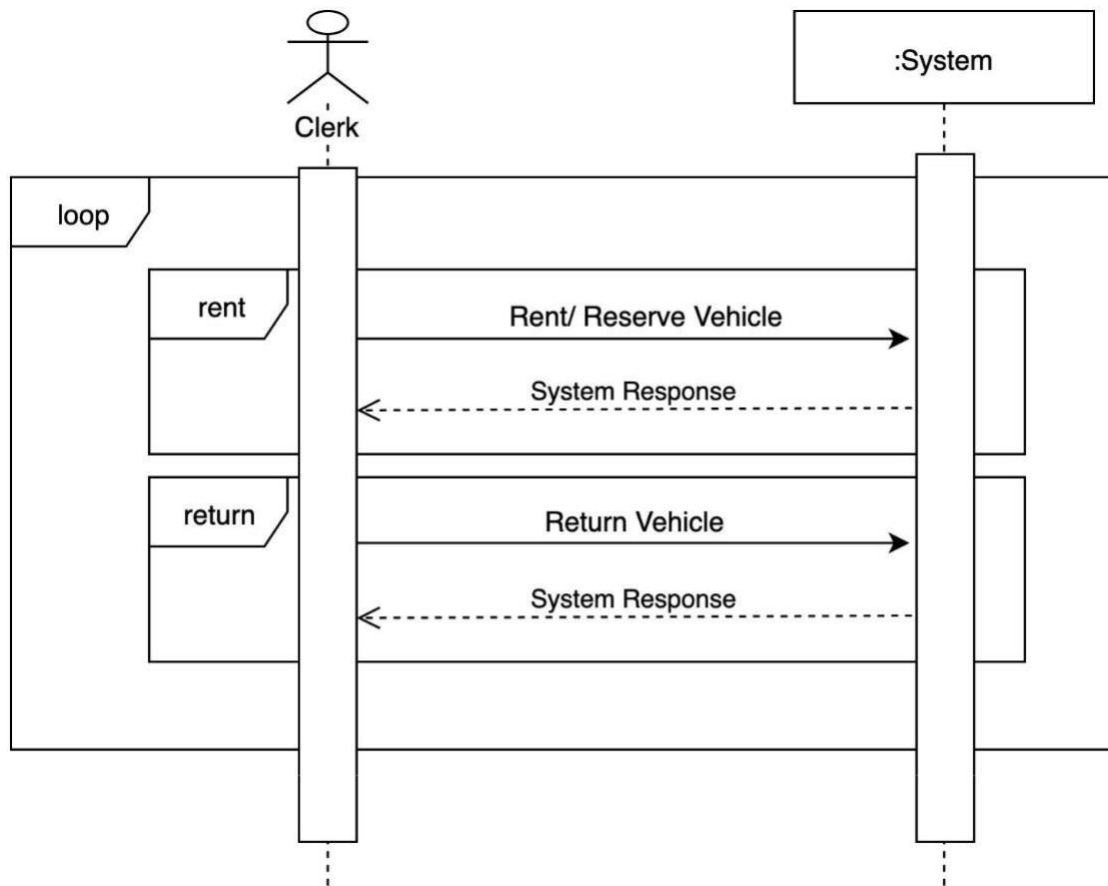 :System
Clerk
loop
rent
Rent/ Reserve Vehicle
System Response
return
Return Vehicle
System Response